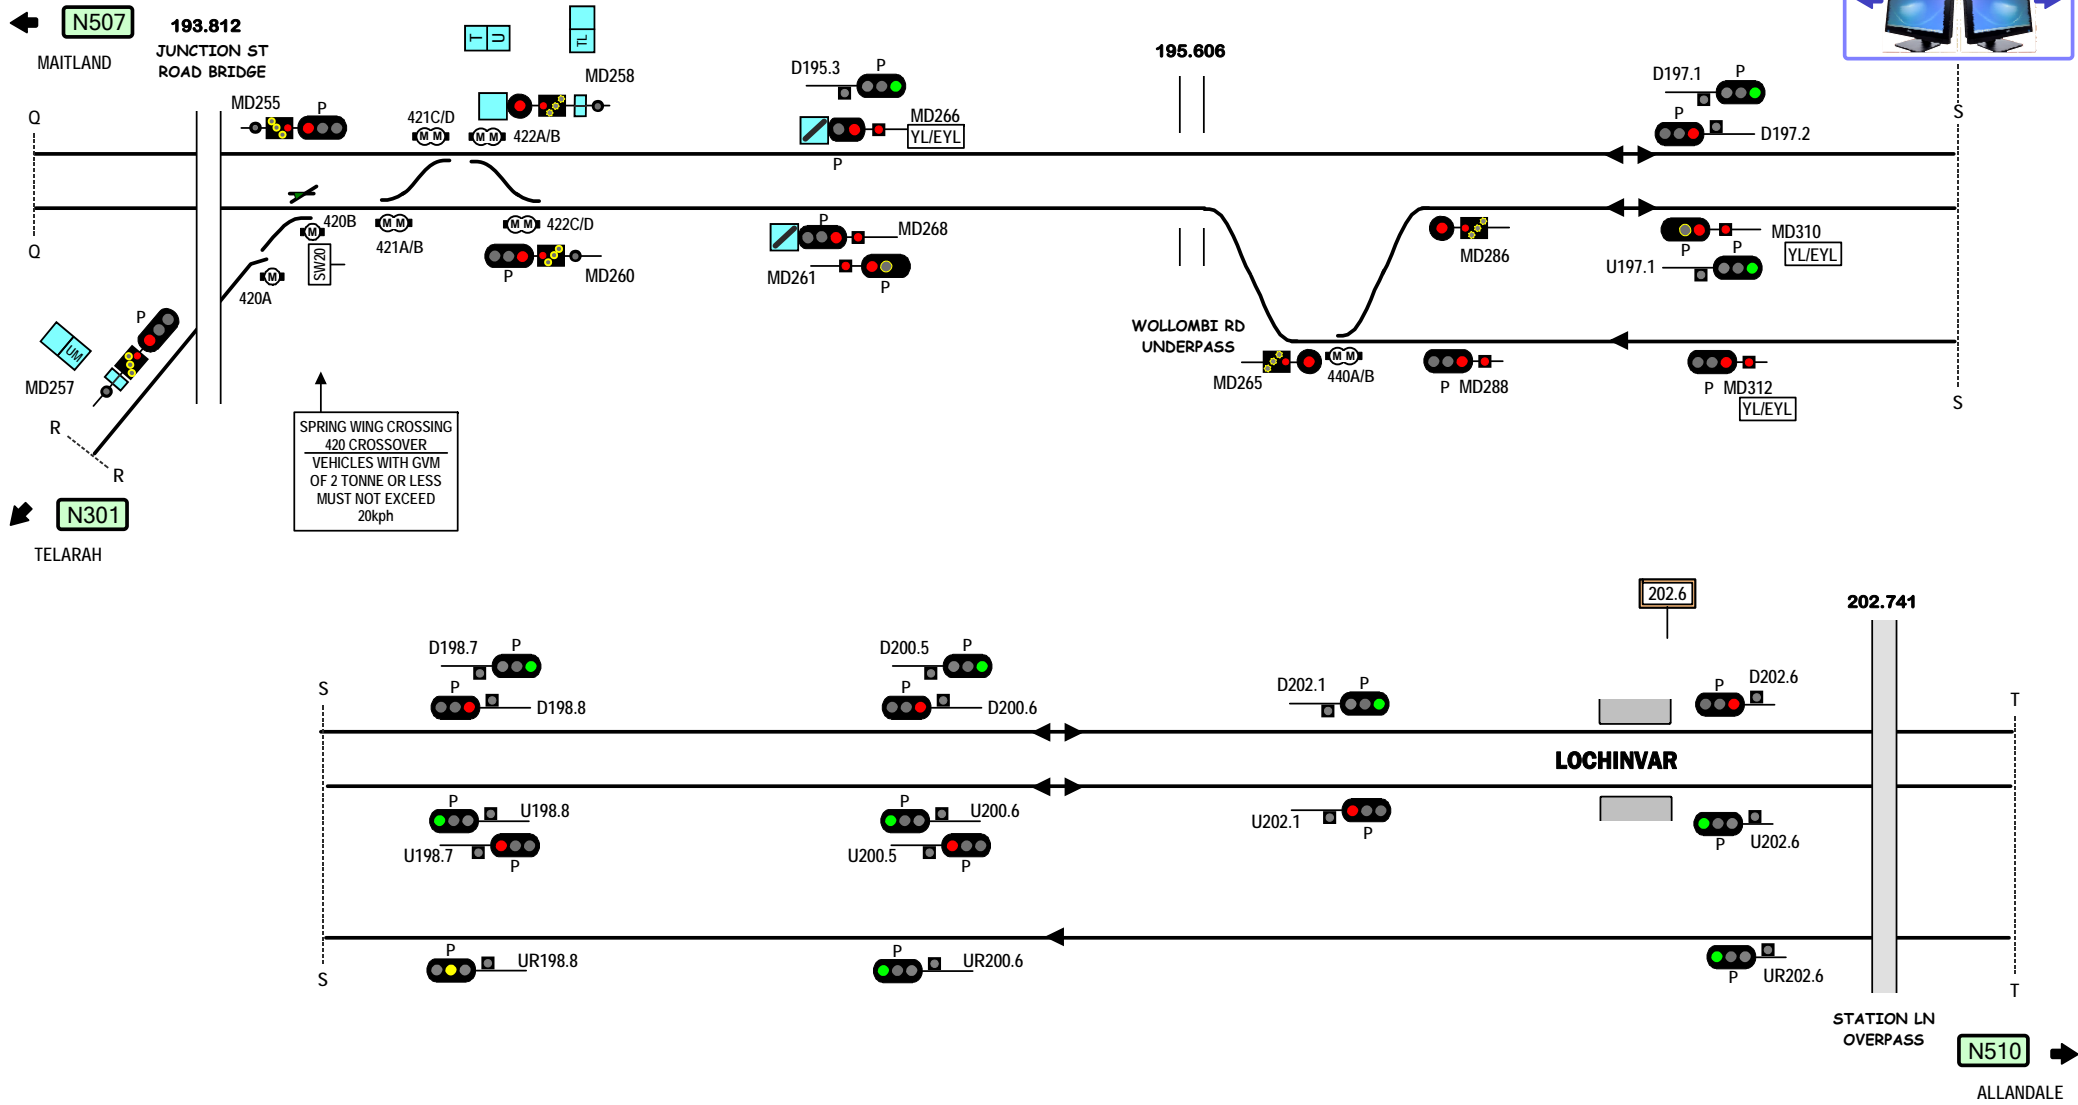 N507
MAITLAND
193.812
JUNCTION ST
ROAD BRIDGE
T
U
TL
MD258
D195.3
P
195.606
D197.1
P
MD255
P
421C/D
M M
M M
422A/B
MD266
YL/EYL
P
P
D197.2
Q
S
Q
420B
M
M M
421A/B
M M
422C/D
SW20
P
MD260
P
MD268
MD261
P
MD286
P
MD310
YL/EYL
P
U197.1
M
420A
P
UM
MD257
WOLLOMBI RD
UNDERPASS
MD265
M M
440A/B
P
MD288
P
MD312
YL/EYL
S
R
R
SPRING WING CROSSING
420 CROSSOVER
VEHICLES WITH GVM
OF 2 TONNE OR LESS
MUST NOT EXCEED
20kph
N301
TELARAH
202.6
202.741
D198.7
P
P
D198.8
D200.5
P
P
D200.6
D202.1
P
P
D202.6
S
T
LOCHINVAR
P
U198.8
U198.7
P
P
U200.6
U200.5
P
U202.1
P
P
U202.6
P
UR198.8
P
UR200.6
P
UR202.6
S
T
STATION LN
OVERPASS
N510
ALLANDALE